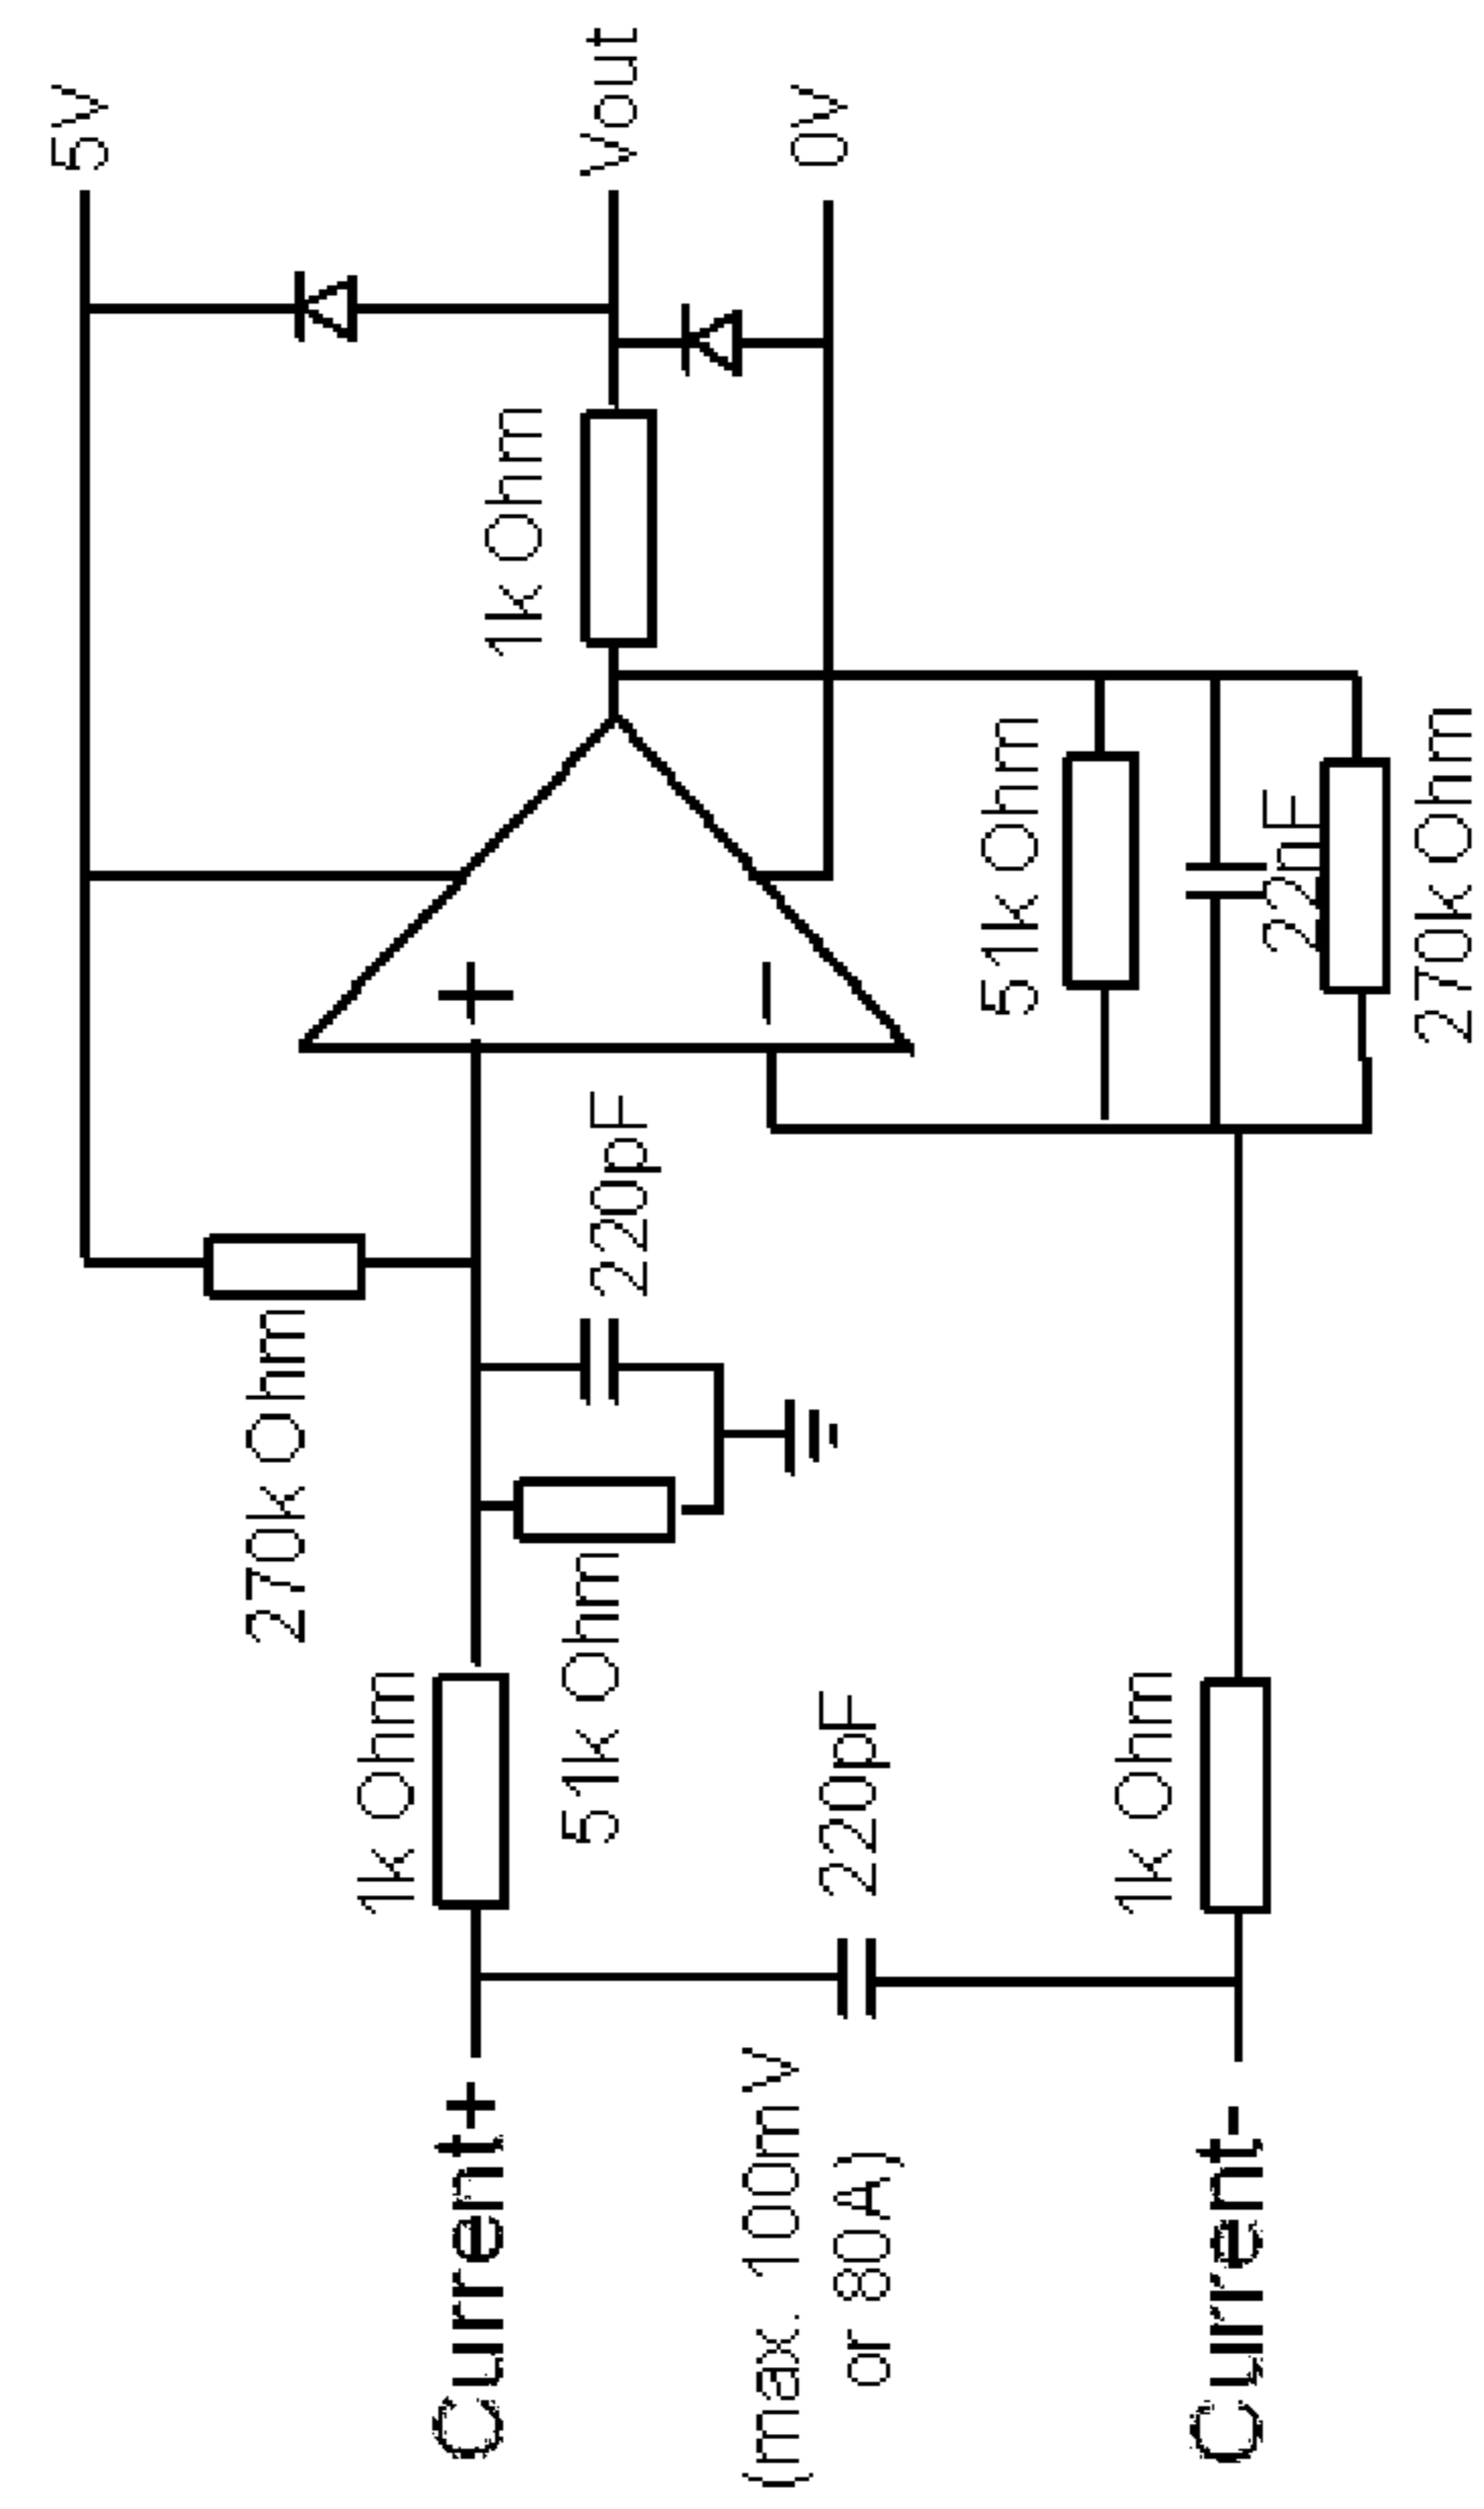 5V
270k Ohm
1k Ohm
Current+
1k Ohm
51k Ohm
220pF
Vout
+
(max. 100mV
or 80A)
220pF
-
0V
51k Ohm
1k Ohm
Current-
22nF
270k Ohm